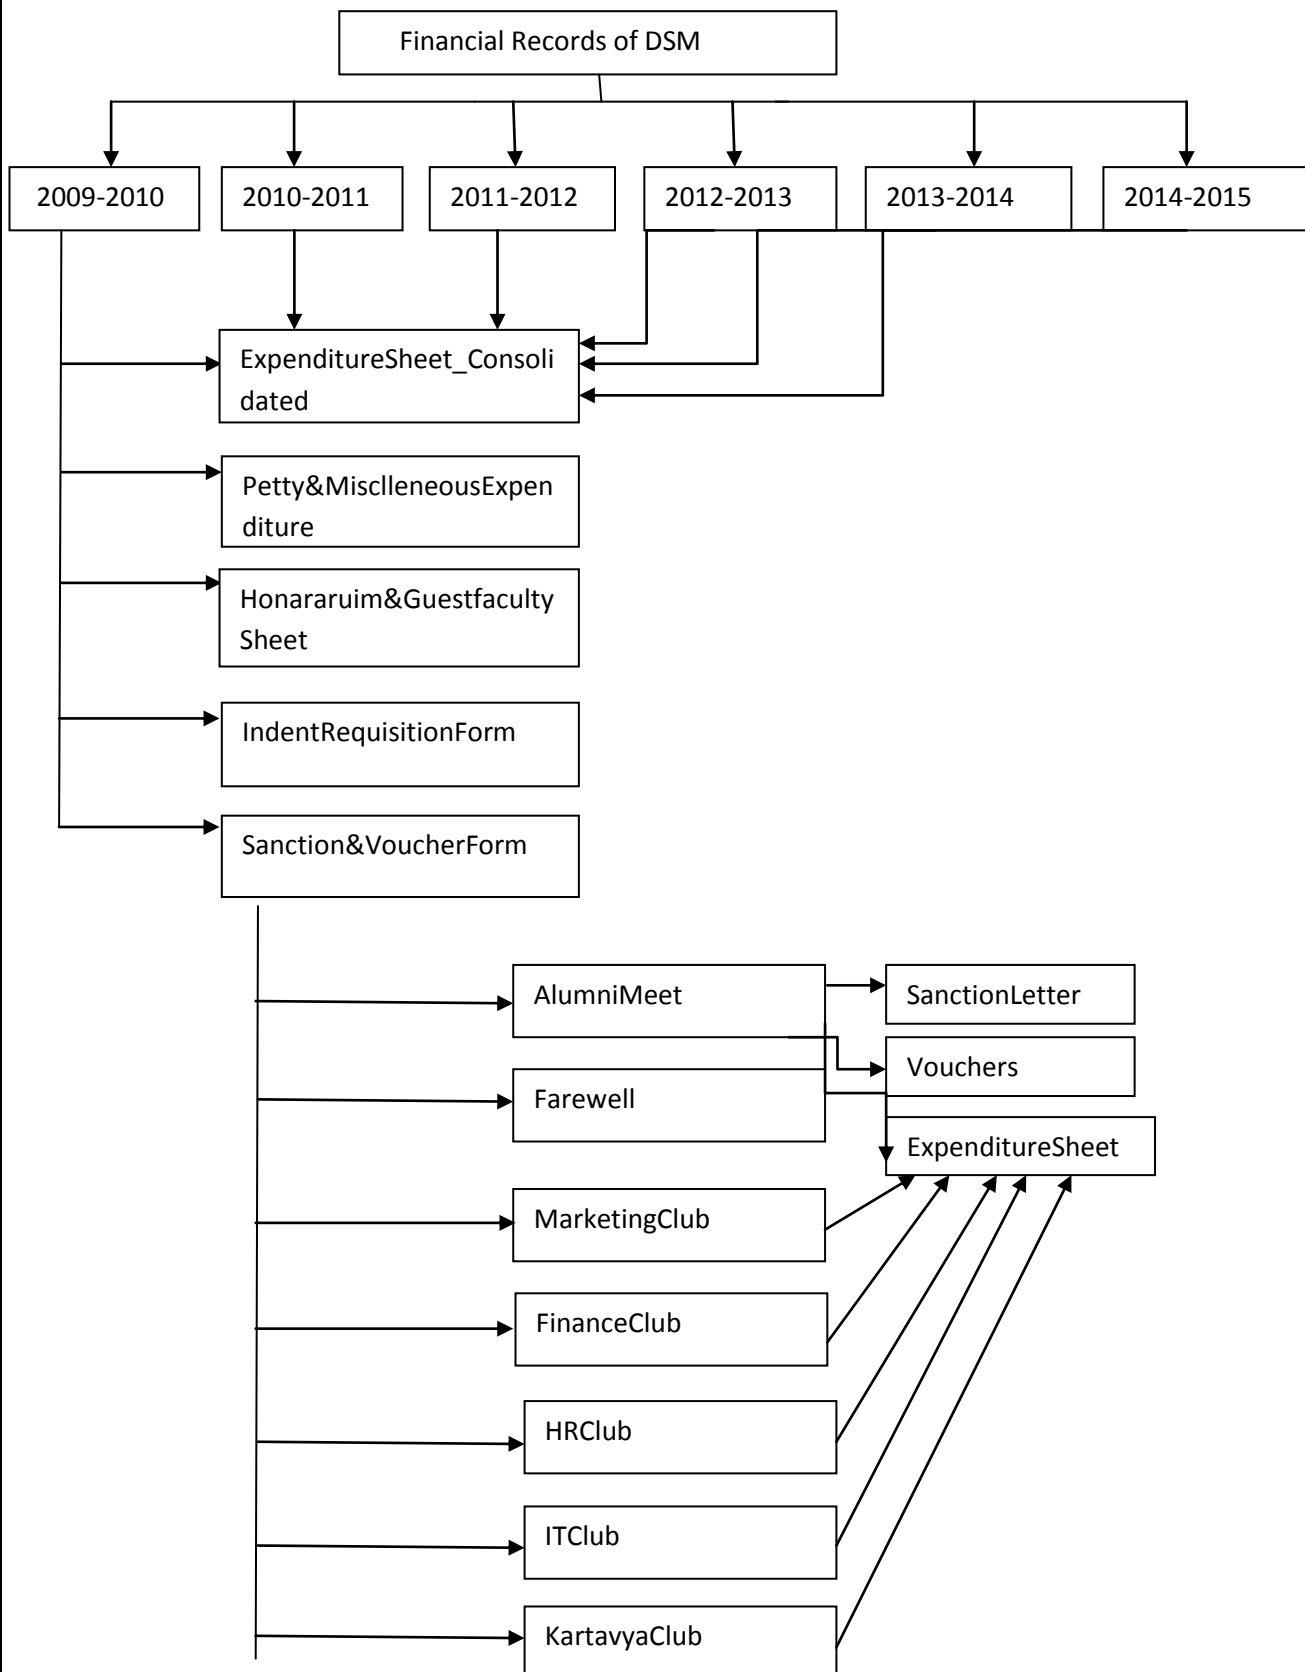 Financial Records of DSM
2009-2010
2010-2011
2011-2012
2012-2013
2013-2014
2014-2015
ExpenditureSheet_Consoli
dated
Petty&MisclleneousExpen
diture
Honararuim&Guestfaculty
Sheet
IndentRequisitionForm
Sanction&VoucherForm
AlumniMeet
SanctionLetter
Vouchers
Farewell
ExpenditureSheet
MarketingClub
FinanceClub
HRClub
ITClub
KartavyaClub